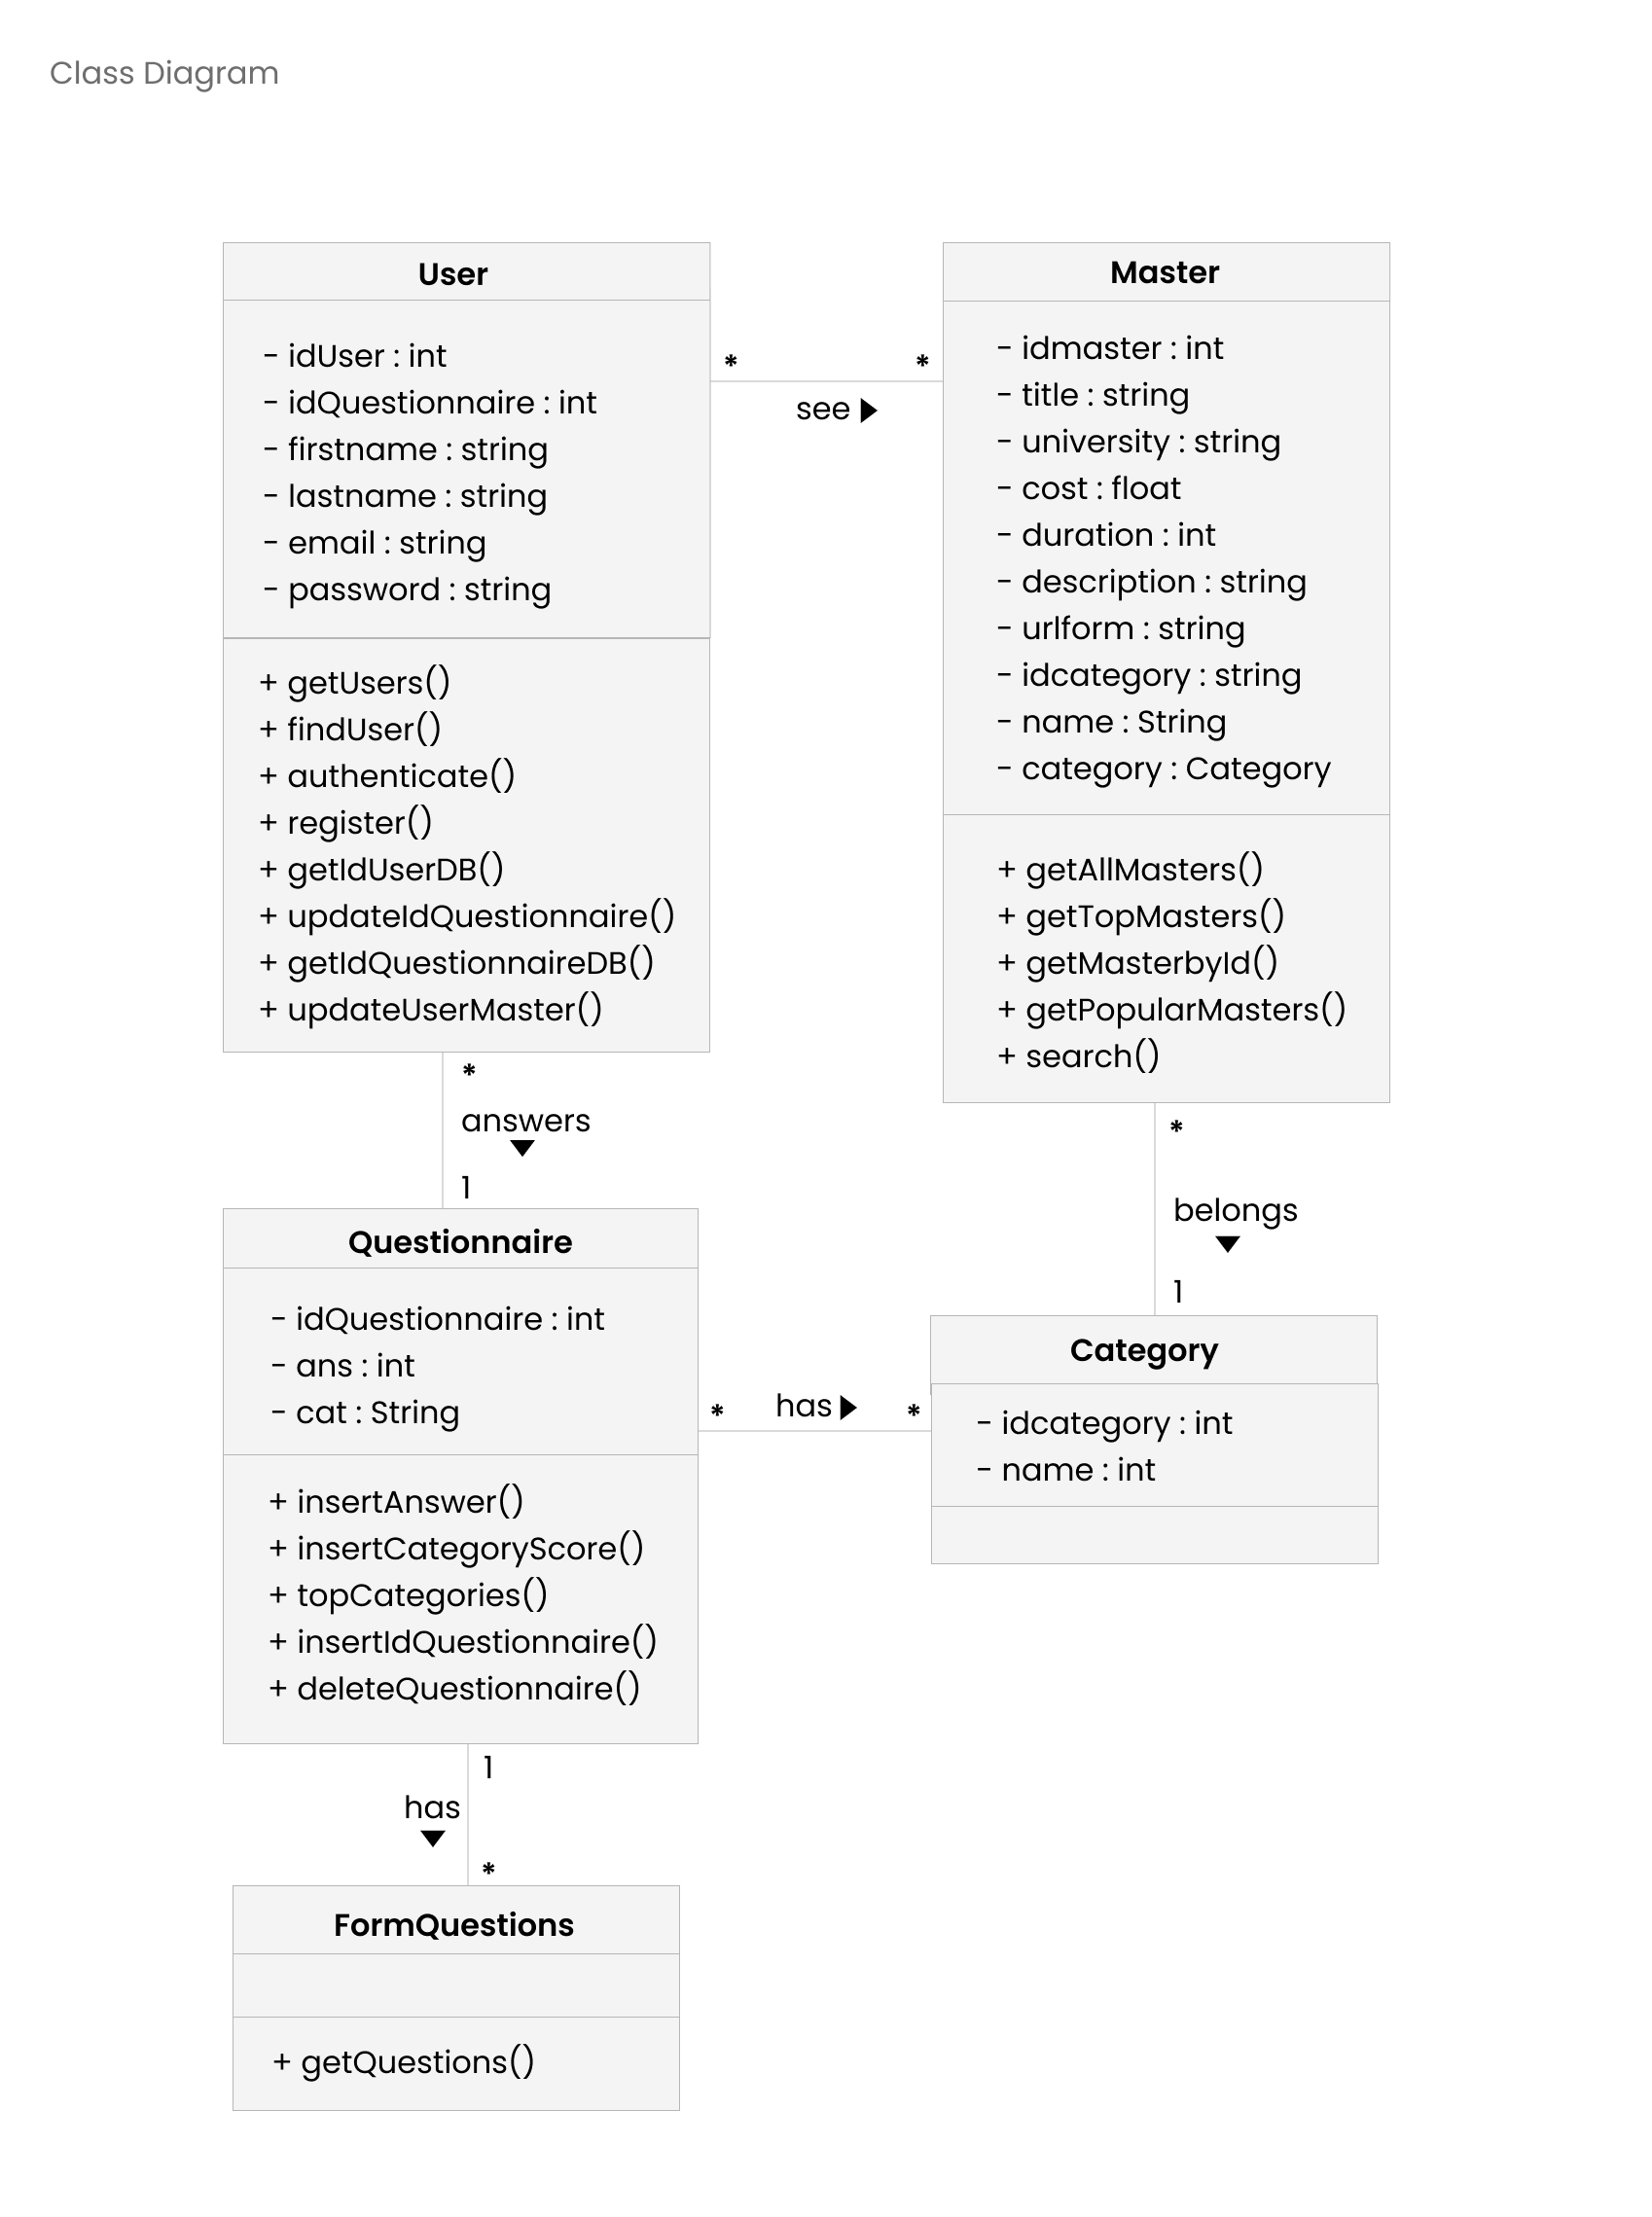 Class Diagram
User
- idUser : int
- idQuestionnaire : int
- firstname : string
- lastname : string
- email : string
- password : string
+ getUsers()
+ findUser()
+ authenticate()
+ register()
+ getIdUserDB()
+ updateIdQuestionnaire()
+ getIdQuestionnaireDB()
+ updateUserMaster()
* *
see
Master
- idmaster : int
- title : string
- university : string
- cost : float
- duration : int
- description : string
- urlform : string
- idcategory : string
- name : String
- category : Category
+ getAllMasters()
+ getTopMasters()
+ getMasterbyId()
+ getPopularMasters()
+ search()
*
answers
1
*
belongs
1
Questionnaire
- idQuestionnaire : int
- ans : int
- cat : String
+ insertAnswer()
+ insertCategoryScore()
+ topCategories()
+ insertIdQuestionnaire()
+ deleteQuestionnaire()
* has *
Category
- idcategory : int
- name : int
1
has
*
FormQuestions
+ getQuestions()